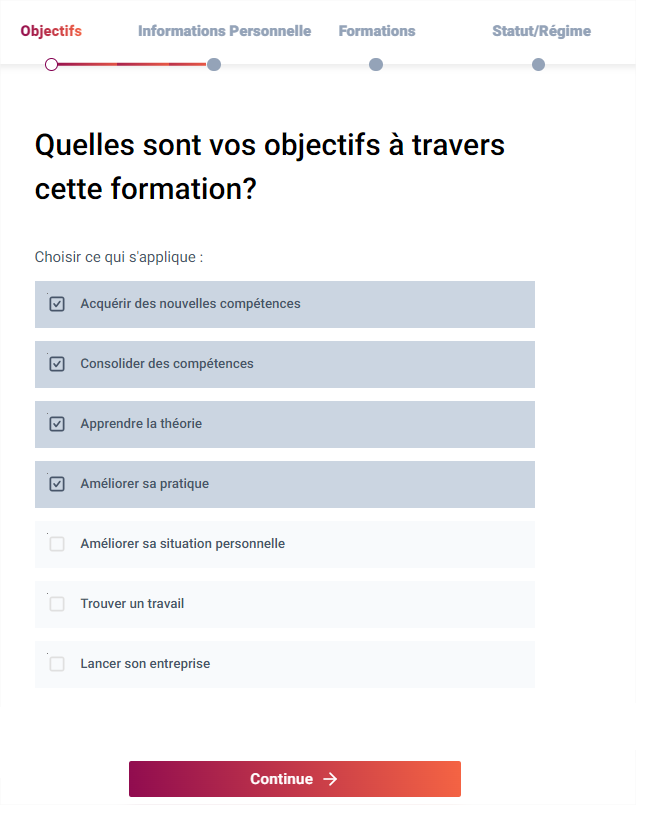 Objectifs Informations Personnelle Formations Statut/Régime
Quelles sont vos objectifs à travers
cette formation?
Choisir ce qui s'applique :
Acquérir des nouvelles compétences
Consolider des compétences
Apprendre la théorie
Améliorer sa pratique
Améliorer sa situation personnelle
Trouver un travail
Lancer son entreprise
Continue →